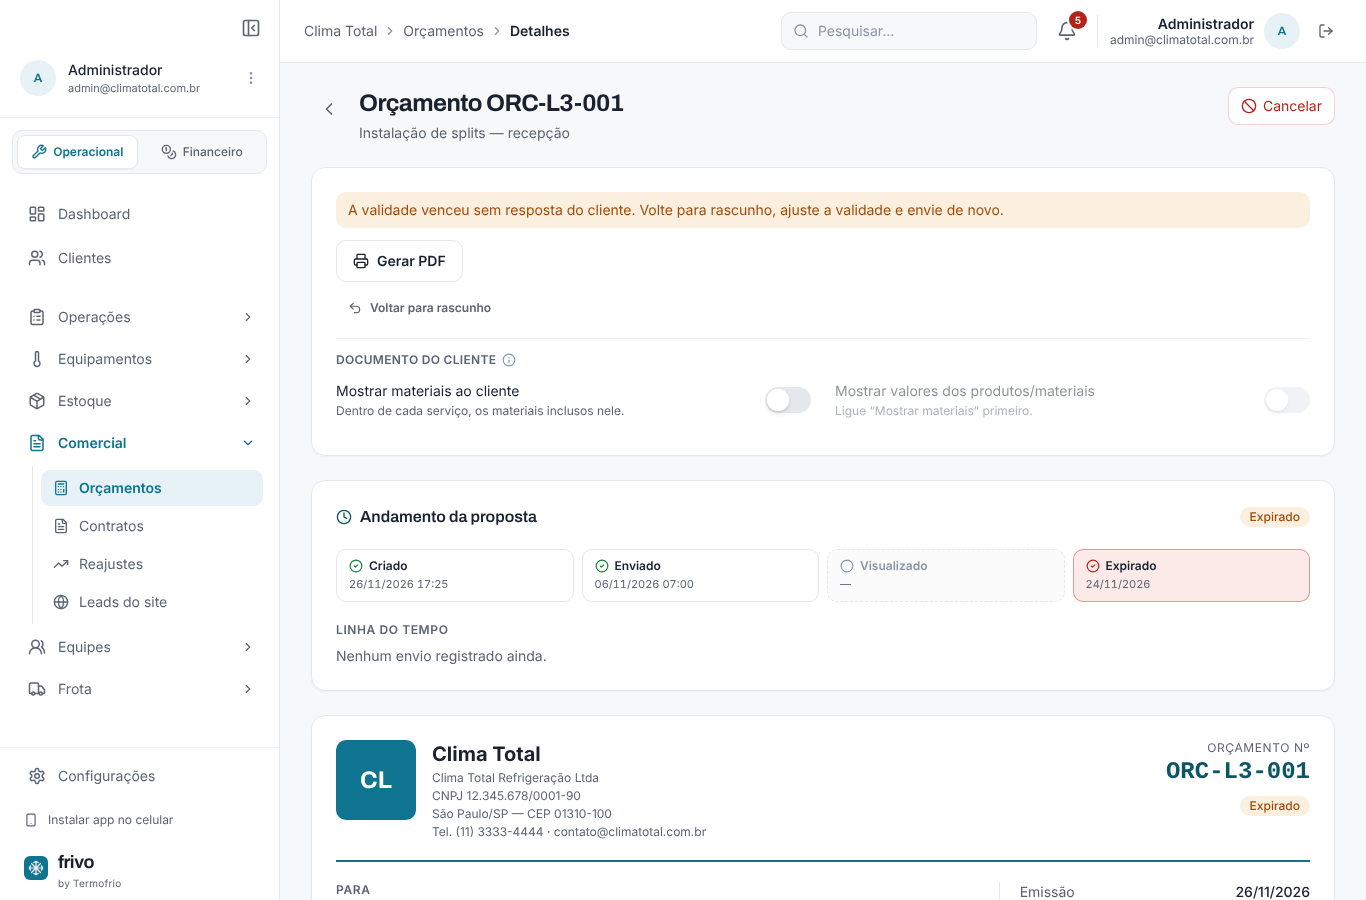 A
Administrador
admin@climatotal.com.br
Operacional
Financeiro
Dashboard
Clientes
Operações
Equipamentos
Estoque
Comercial
Orçamentos
Contratos
Reajustes
Leads do site
Equipes
Frota
Configurações
Instalar app no celular
frivo
by Termofrio
Clima Total > Orçamentos > Detalhes
Pesquisar...
5
Administrador
admin@climatotal.com.br
A
Orçamento ORC-L3-001
Instalação de splits — recepção
Cancelar
A validade venceu sem resposta do cliente. Volte para rascunho, ajuste a validade e envie de novo.
Gerar PDF
Voltar para rascunho
DOCUMENTO DO CLIENTE
Mostrar materiais ao cliente
Dentro de cada serviço, os materiais inclusos nele.
Mostrar valores dos produtos/materiais
Ligue “Mostrar materiais” primeiro.
Andamento da proposta
Expirado
Criado
26/11/2026 17:25
Enviado
06/11/2026 07:00
Visualizado
—
Expirado
24/11/2026
LINHA DO TEMPO
Nenhum envio registrado ainda.
CL
Clima Total
Clima Total Refrigeração Ltda
CNPJ 12.345.678/0001-90
São Paulo/SP — CEP 01310-100
Tel. (11) 3333-4444 · contato@climatotal.com.br
ORÇAMENTO Nº
ORC-L3-001
Expirado
PARA
Emissão 26/11/2026